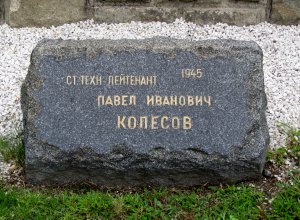 СТ. ТЕХН. ЛЕЙТЕНАНТ 1945
ПАВЕЛ ИВАНОВИЧ
КОЛЕСОВ